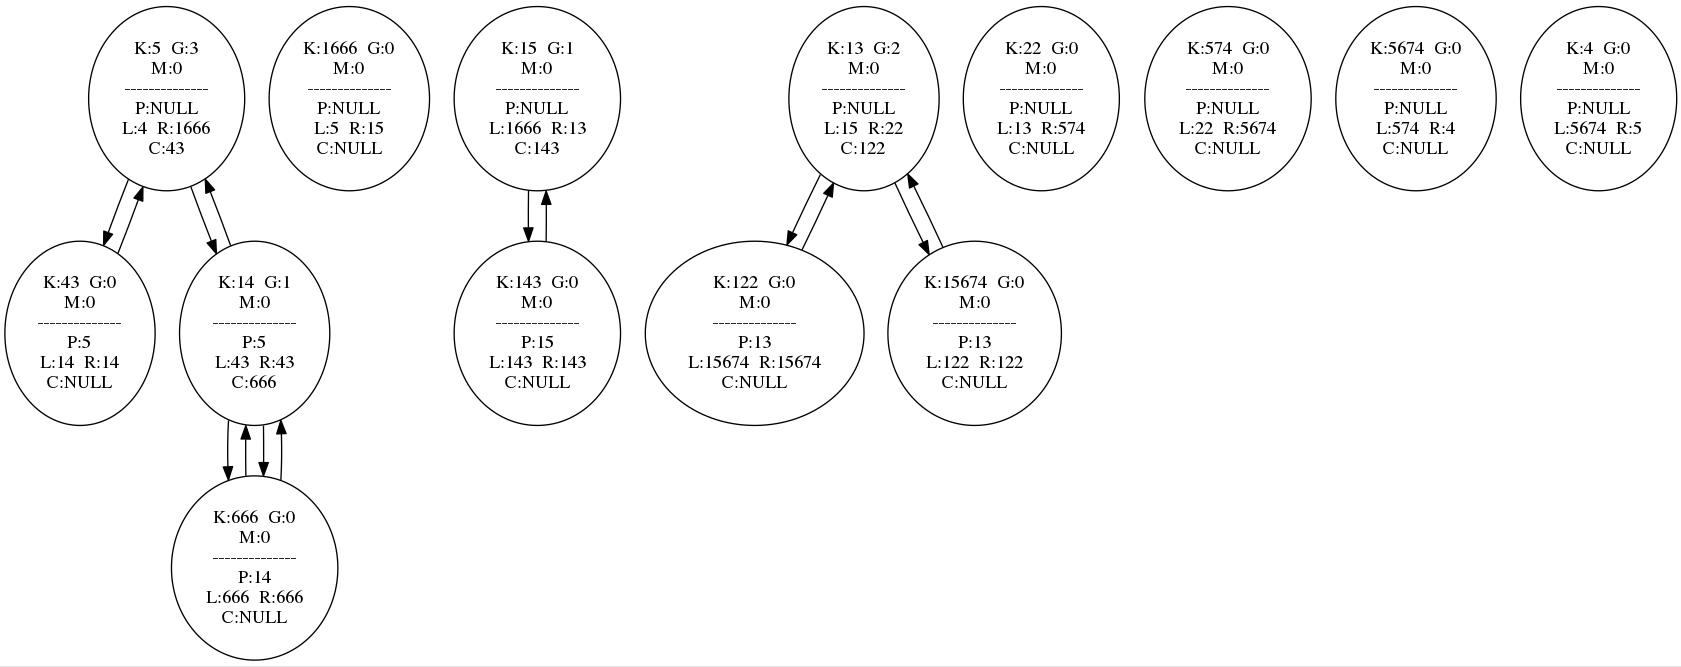 K:5 G:3
M:0
--------------
P:NULL
L:4 R:1666
C:43
K:1666 G:0
M:0
--------------
P:NULL
L:5 R:15
C:NULL
K:15 G:1
M:0
--------------
P:NULL
L:1666 R:13
C:143
K:13 G:2
M:0
--------------
P:NULL
L:15 R:22
C:122
K:22 G:0
M:0
--------------
P:NULL
L:13 R:574
C:NULL
K:574 G:0
M:0
--------------
P:NULL
L:22 R:5674
C:NULL
K:5674 G:0
M:0
--------------
P:NULL
L:574 R:4
C:NULL
K:4 G:0
M:0
--------------
P:NULL
L:5674 R:5
C:NULL
K:43 G:0
M:0
--------------
P:5
L:14 R:14
C:NULL
K:14 G:1
M:0
--------------
P:5
L:43 R:43
C:666
K:143 G:0
M:0
--------------
P:15
L:143 R:143
C:NULL
K:122 G:0
M:0
--------------
P:13
L:15674 R:15674
C:NULL
K:15674 G:0
M:0
--------------
P:13
L:122 R:122
C:NULL
K:666 G:0
M:0
--------------
P:14
L:666 R:666
C:NULL